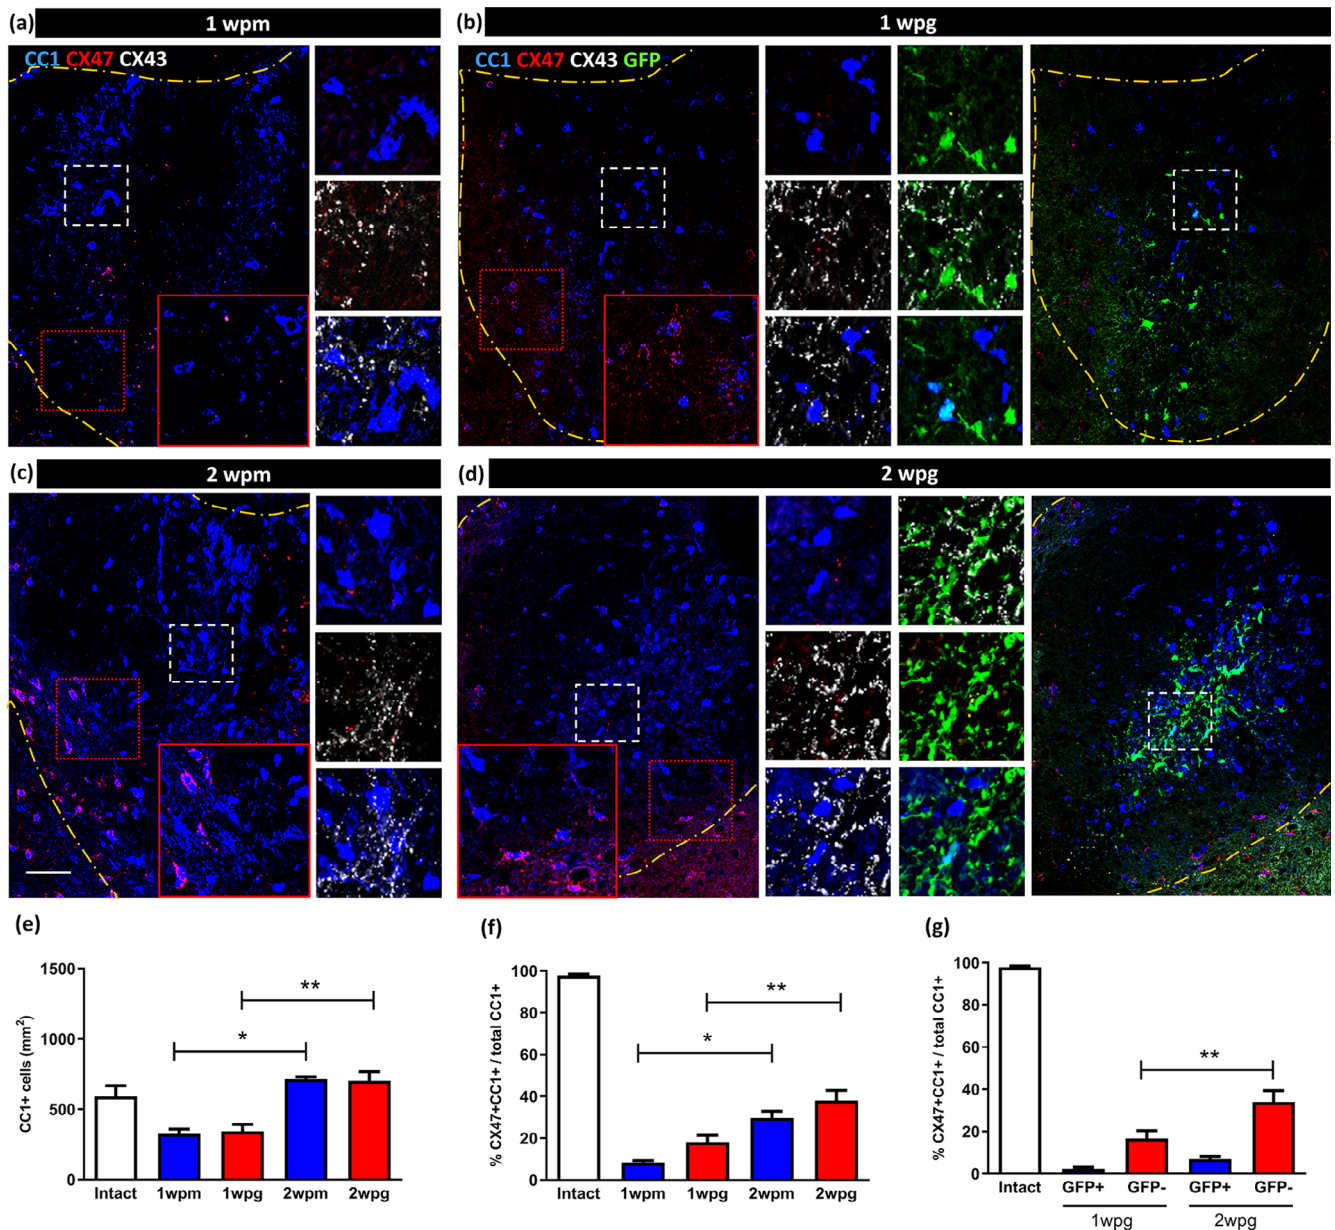 (a) 1 wpm
CC1 CX47 CX43
(b) 1 wpg
CC1 CX47 CX43 GFP
(c) 2 wpm
(d) 2 wpg
(e)
CC1+ cells (mm²)
1500
1000
500
0
*
**
Intact 1wpm 1wpg 2wpm 2wpg
(f)
% CX47+CC1+ / total CC1+
100
80
60
40
20
0
*
**
Intact 1wpm 1wpg 2wpm 2wpg
(g)
% CX47+CC1+ / total CC1+
100
80
60
40
20
0
**
Intact GFP+ GFP- GFP+ GFP-
1wpg 2wpg